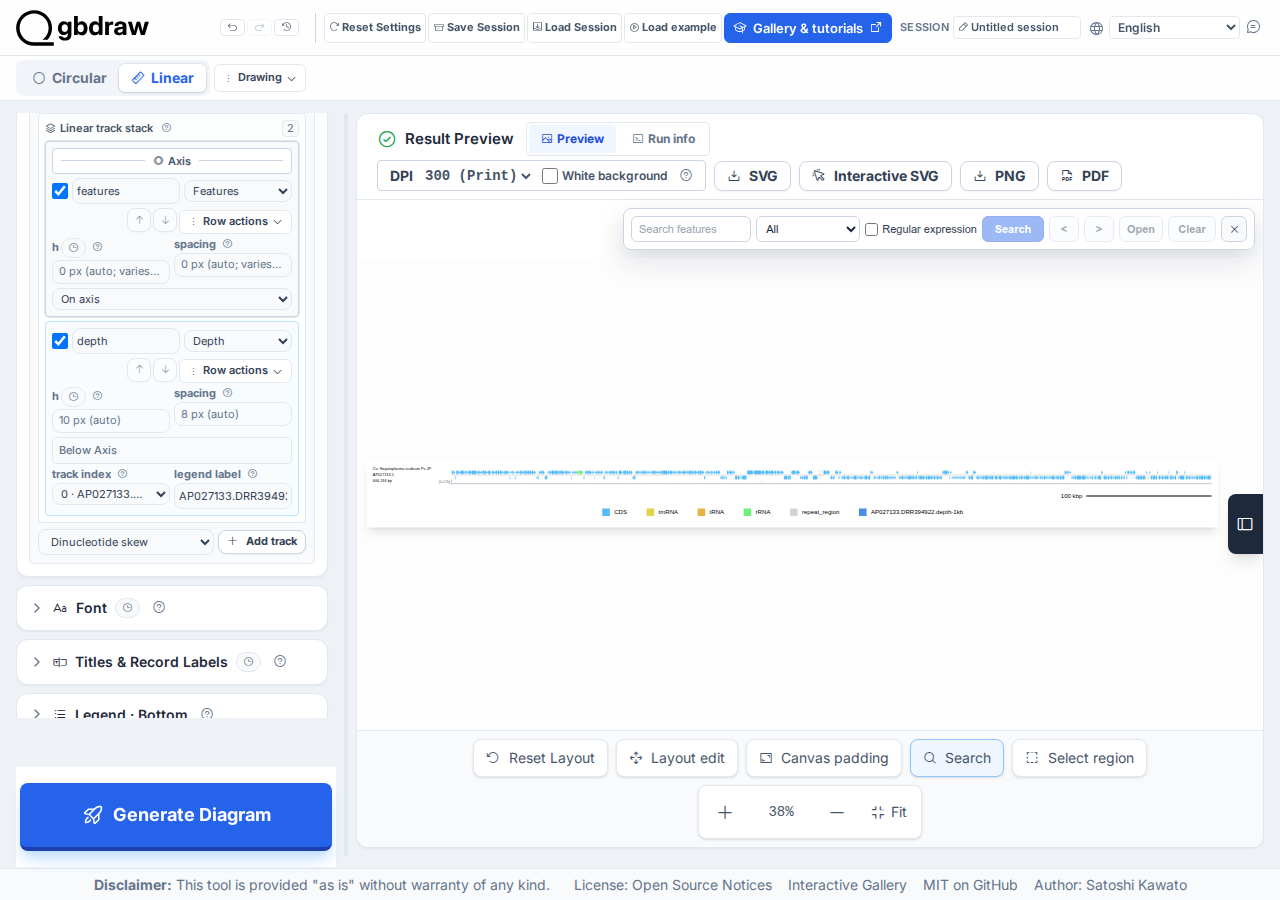 gbdraw
Reset Settings
Save Session
Load Session
Load example
Gallery & tutorials
SESSION
Untitled session
English
Circular
Linear
Drawing
Linear track stack
2
Axis
features
Features
Row actions
h
spacing
0 px (auto; varies...
0 px (auto; varies...
On axis
depth
Depth
Row actions
h
spacing
10 px (auto)
8 px (auto)
Below Axis
track index
legend label
0 · AP027133....
AP027133.DRR39492
Dinucleotide skew
Add track
Aa Font
Titles & Record Labels
Legend · Bottom
Generate Diagram
Result Preview
Preview
Run info
DPI 300 (Print)
White background
SVG
Interactive SVG
PNG
PDF
Search features
All
Regular expression
Search
<
>
Open
Clear
100 kbp
CDS
tmRNA
tRNA
rRNA
repeat_region
AP027133.DRR394922.depth-1kb
Reset Layout
Layout edit
Canvas padding
Search
Select region
38%
Fit
Disclaimer: This tool is provided "as is" without warranty of any kind.
License: Open Source Notices
Interactive Gallery
MIT on GitHub
Author: Satoshi Kawato